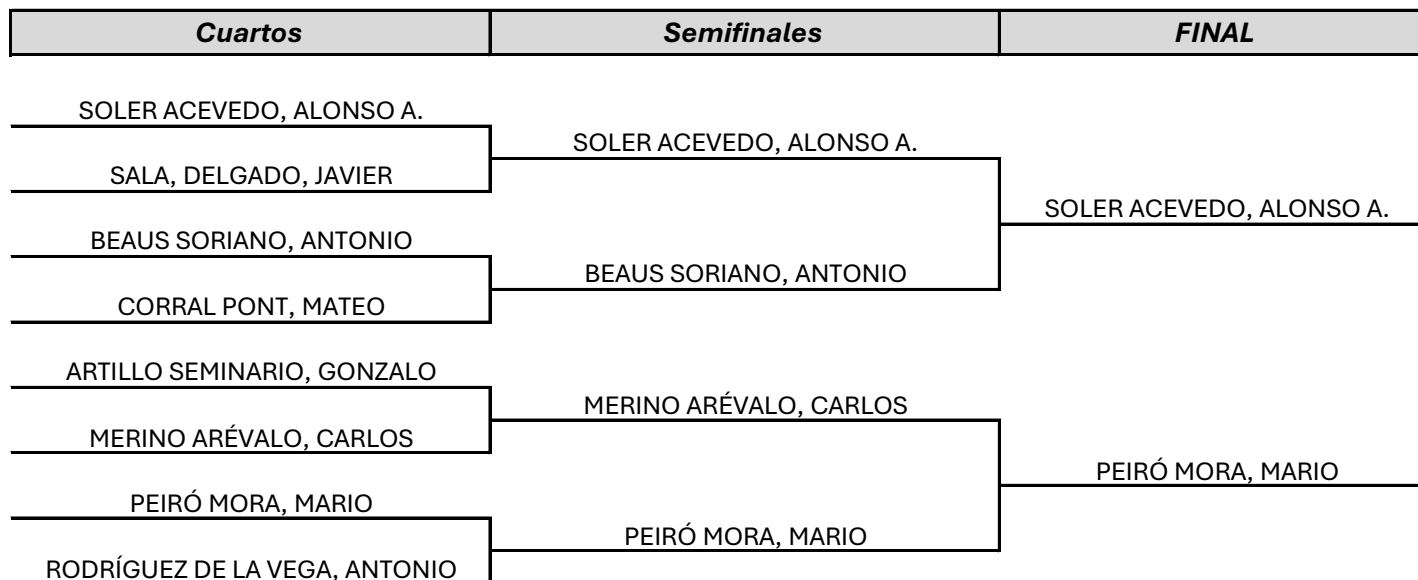 Cuartos Semifinales FINAL
SOLER ACEVEDO, ALONSO A.
SOLER ACEVEDO, ALONSO A.
SALA, DELGADO, JAVIER
SOLER ACEVEDO, ALONSO A.
BEAUS SORIANO, ANTONIO
BEAUS SORIANO, ANTONIO
CORRAL PONT, MATEO
ARTILLO SEMINARIO, GONZALO
MERINO ARÉVALO, CARLOS
MERINO ARÉVALO, CARLOS
PEIRÓ MORA, MARIO
PEIRÓ MORA, MARIO
PEIRÓ MORA, MARIO
RODRÍGUEZ DE LA VEGA, ANTONIO